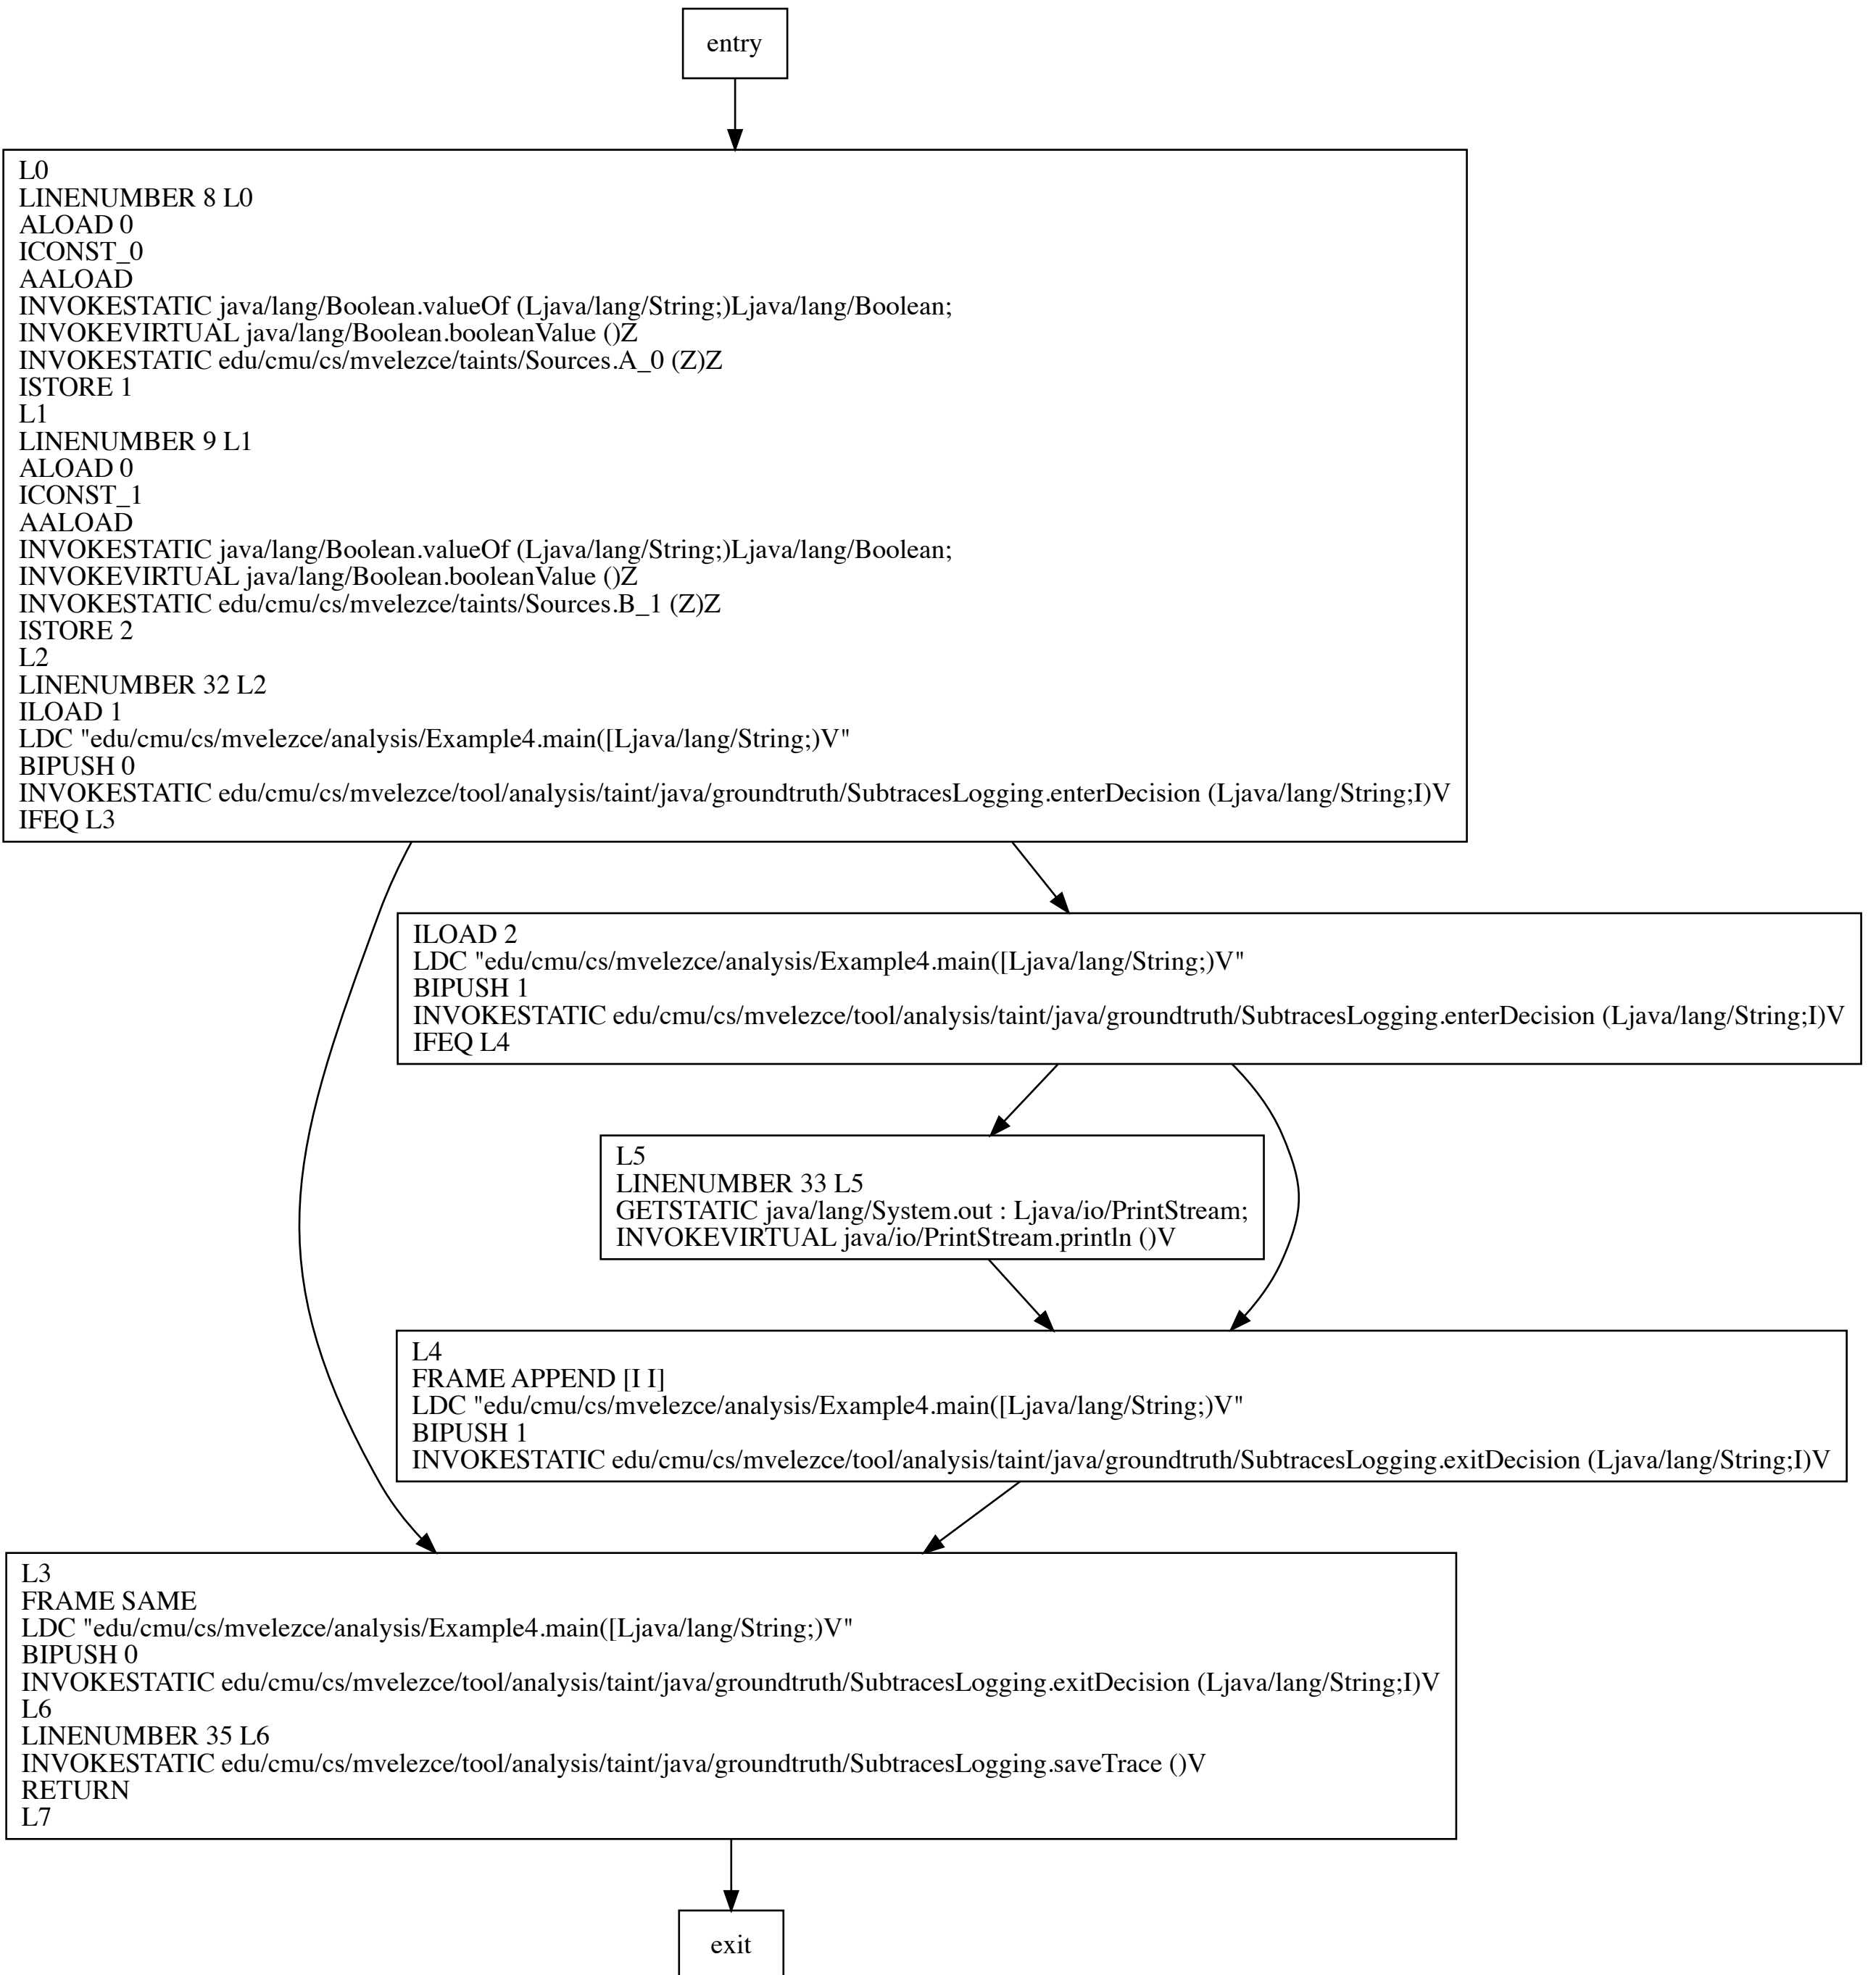 entry
L0
LINENUMBER 8 L0
ALOAD 0
ICONST_0
AALOAD
INVOKESTATIC java/lang/Boolean.valueOf (Ljava/lang/String;)Ljava/lang/Boolean;
INVOKEVIRTUAL java/lang/Boolean.booleanValue ()Z
INVOKESTATIC edu/cmu/cs/mvelezce/taints/Sources.A_0 (Z)Z
ISTORE 1
L1
LINENUMBER 9 L1
ALOAD 0
ICONST_1
AALOAD
INVOKESTATIC java/lang/Boolean.valueOf (Ljava/lang/String;)Ljava/lang/Boolean;
INVOKEVIRTUAL java/lang/Boolean.booleanValue ()Z
INVOKESTATIC edu/cmu/cs/mvelezce/taints/Sources.B_1 (Z)Z
ISTORE 2
L2
LINENUMBER 32 L2
ILOAD 1
LDC "edu/cmu/cs/mvelezce/analysis/Example4.main([Ljava/lang/String;)V"
BIPUSH 0
INVOKESTATIC edu/cmu/cs/mvelezce/tool/analysis/taint/java/groundtruth/SubtracesLogging.enterDecision (Ljava/lang/String;I)V
IFEQ L3
ILOAD 2
LDC "edu/cmu/cs/mvelezce/analysis/Example4.main([Ljava/lang/String;)V"
BIPUSH 1
INVOKESTATIC edu/cmu/cs/mvelezce/tool/analysis/taint/java/groundtruth/SubtracesLogging.enterDecision (Ljava/lang/String;I)V
IFEQ L4
L5
LINENUMBER 33 L5
GETSTATIC java/lang/System.out : Ljava/io/PrintStream;
INVOKEVIRTUAL java/io/PrintStream.println ()V
L4
FRAME APPEND [I I]
LDC "edu/cmu/cs/mvelezce/analysis/Example4.main([Ljava/lang/String;)V"
BIPUSH 1
INVOKESTATIC edu/cmu/cs/mvelezce/tool/analysis/taint/java/groundtruth/SubtracesLogging.exitDecision (Ljava/lang/String;I)V
L3
FRAME SAME
LDC "edu/cmu/cs/mvelezce/analysis/Example4.main([Ljava/lang/String;)V"
BIPUSH 0
INVOKESTATIC edu/cmu/cs/mvelezce/tool/analysis/taint/java/groundtruth/SubtracesLogging.exitDecision (Ljava/lang/String;I)V
L6
LINENUMBER 35 L6
INVOKESTATIC edu/cmu/cs/mvelezce/tool/analysis/taint/java/groundtruth/SubtracesLogging.saveTrace ()V
RETURN
L7
exit